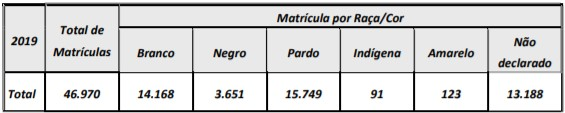 2019 Total de Matrículas Matrícula por Raça/Cor
Branco Negro Pardo Indígena Amarelo Não declarado
Total 46.970 14.168 3.651 15.749 91 123 13.188